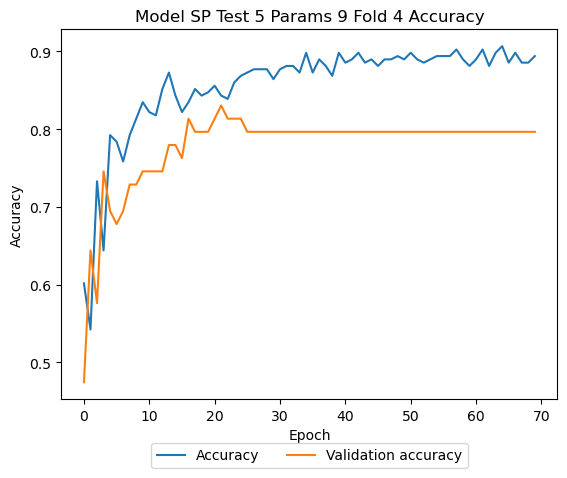 Model SP Test 5 Params 9 Fold 4 Accuracy
Accuracy
0.9
0.8
0.7
0.6
0.5
0 10 20 30 40 50 60 70
Epoch
Accuracy Validation accuracy